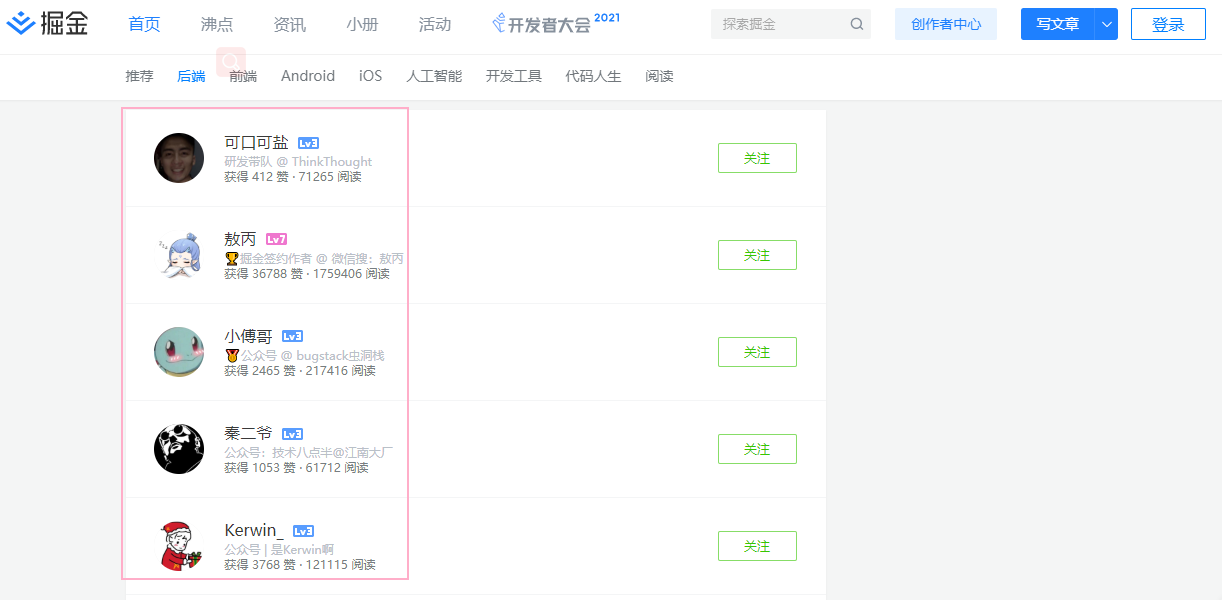 掘金 首页 沸点 资讯 小册 活动 开发者大会 2021 探索掘金 创作者中心 写文章 登录
推荐 后端 前端 Android iOS 人工智能 开发工具 代码人生 阅读
可口可盐 Lv3
研发带队 @ ThinkThought
获得 412 赞 · 71265 阅读
关注
敖丙 Lv7
🏆掘金签约作者 @ 微信搜：敖丙
获得 36788 赞 · 1759406 阅读
关注
小傅哥 Lv3
🏅公众号 @ bugstack虫洞栈
获得 2465 赞 · 217416 阅读
关注
秦二爷 Lv3
公众号：技术八点半@江南大厂
获得 1053 赞 · 61712 阅读
关注
Kerwin_ Lv3
公众号 | 是Kerwin啊
获得 3768 赞 · 121115 阅读
关注